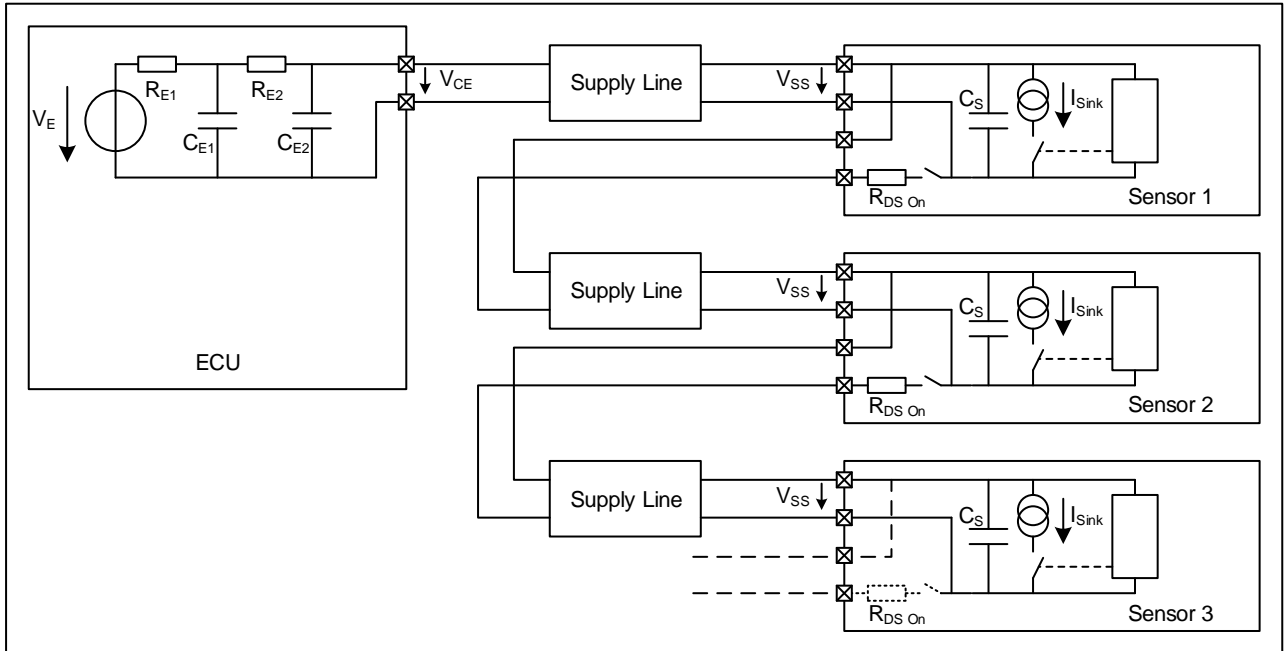 R_E1
R_E2
V_E
C_E1
C_E2
V_CE
ECU
Supply Line
V_SS
C_S
I_Sink
R_DS On
Sensor 1
Supply Line
V_SS
C_S
I_Sink
R_DS On
Sensor 2
Supply Line
V_SS
C_S
I_Sink
R_DS On
Sensor 3